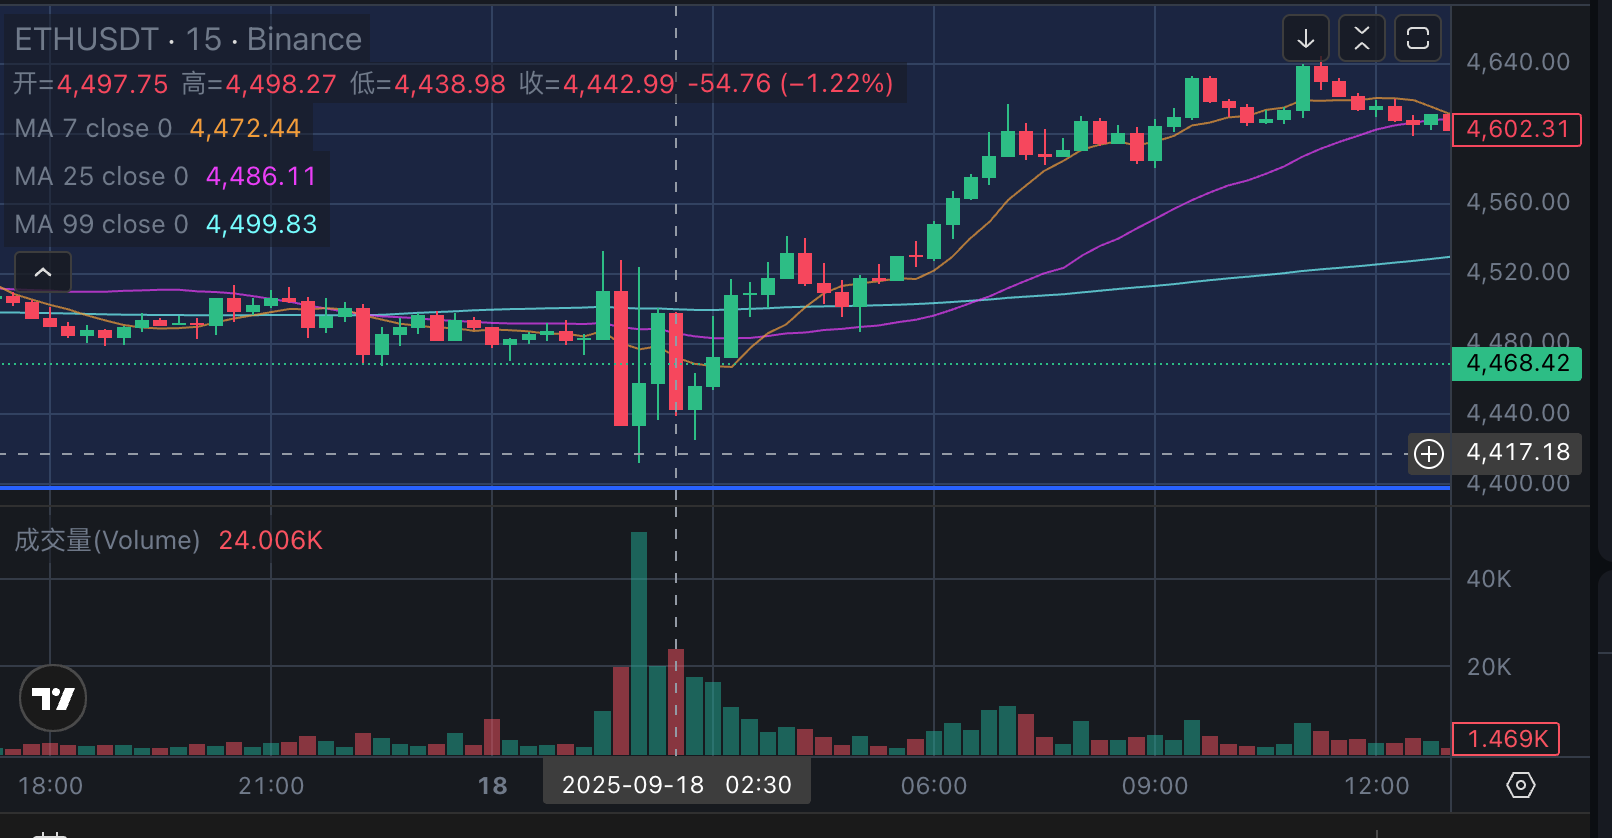 ETHUSDT · 15 · Binance
开=4,497.75 高=4,498.27 低=4,438.98 收=4,442.99 -54.76 (−1.22%)
MA 7 close 0 4,472.44
MA 25 close 0 4,486.11
MA 99 close 0 4,499.83
4,640.00
4,602.31
4,560.00
4,520.00
4,480.00
4,468.42
4,440.00
4,417.18
4,400.00
成交量(Volume) 24.006K
40K
20K
1.469K
18:00 21:00 18 2025-09-18 02:30 06:00 09:00 12:00